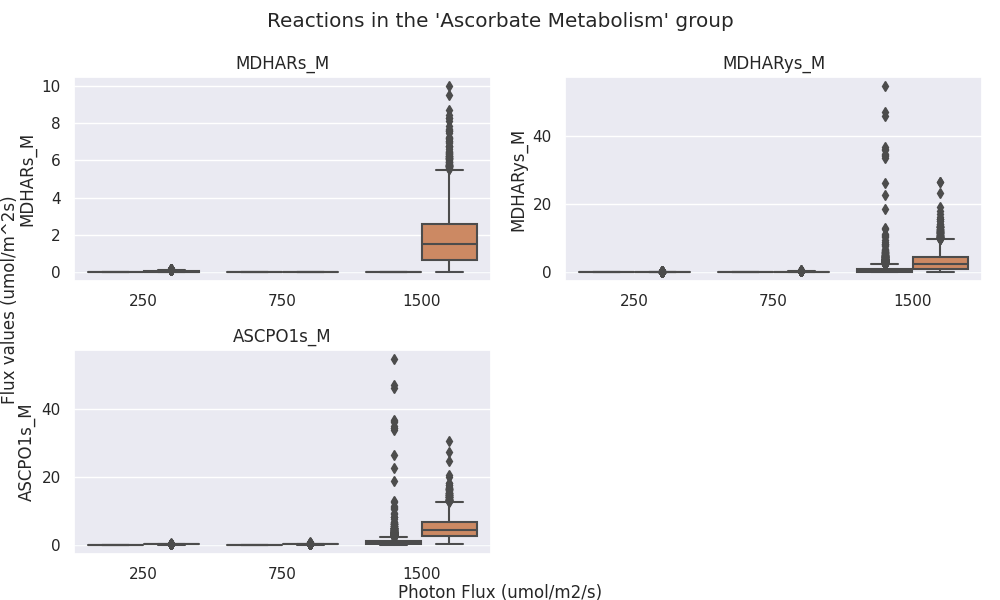 Reactions in the 'Ascorbate Metabolism' group
MDHARs_M
MDHARs_M
10
8
6
4
2
0
250 750 1500
MDHARys_M
MDHARys_M
40
20
0
250 750 1500
Flux values (umol/m^2s)
ASCPO1s_M
ASCPO1s_M
40
20
0
250 750 1500
Photon Flux (umol/m2/s)